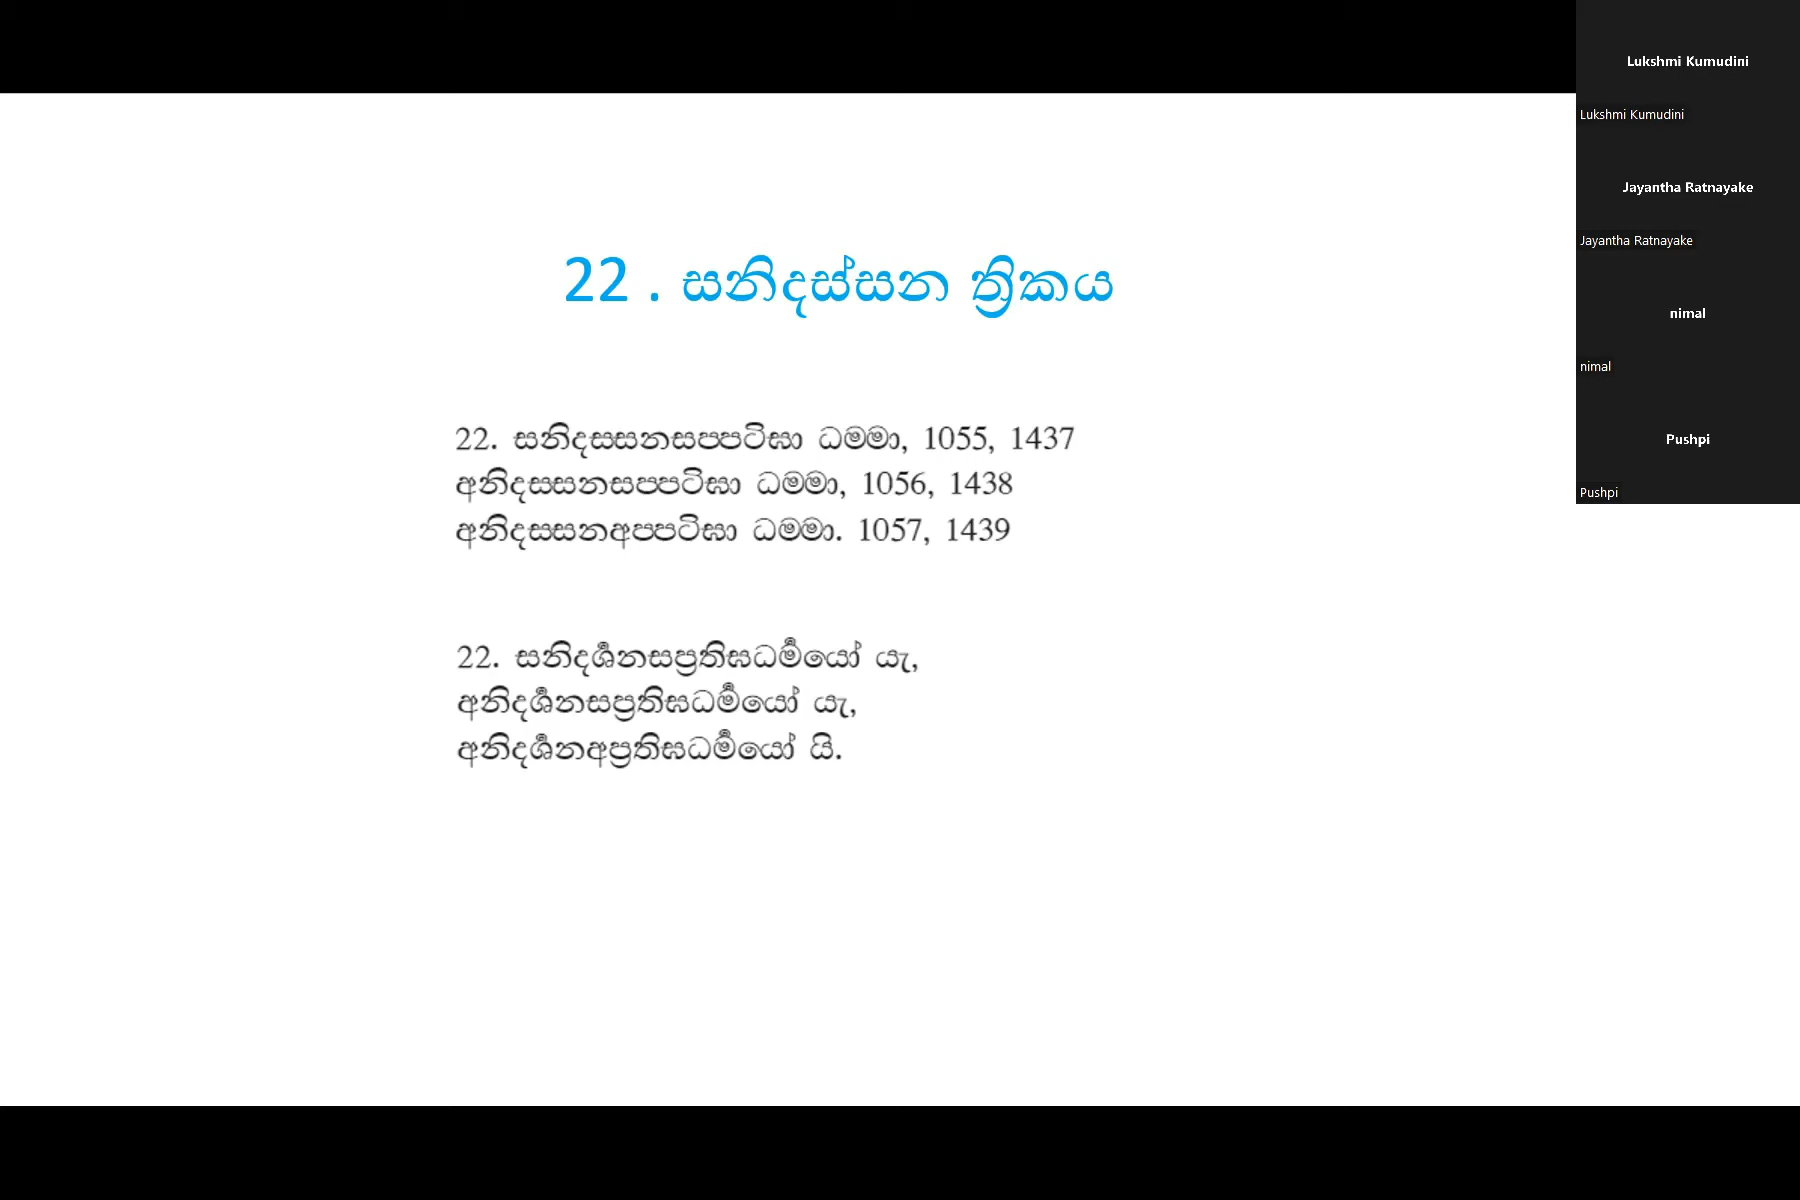 22 . සනිදස්සන ත්‍රිකය
22. සනිදස‍්සනසප‍්පටිඝා ධම‍්මා, 1055, 1437
අනිදස‍්සනසප‍්පටිඝා ධම‍්මා, 1056, 1438
අනිදස‍්සනඅප‍්පටිඝා ධම‍්මා. 1057, 1439
22. සනිදර්‍ශනසප්‍රතිඝධර්‍මයෝ යැ,
අනිදර්‍ශනසප්‍රතිඝධර්‍මයෝ යැ,
අනිදර්‍ශනඅප්‍රතිඝධර්‍මයෝ යි.
Lukshmi Kumudini
Lukshmi Kumudini
Jayantha Ratnayake
Jayantha Ratnayake
nimal
nimal
Pushpi
Pushpi